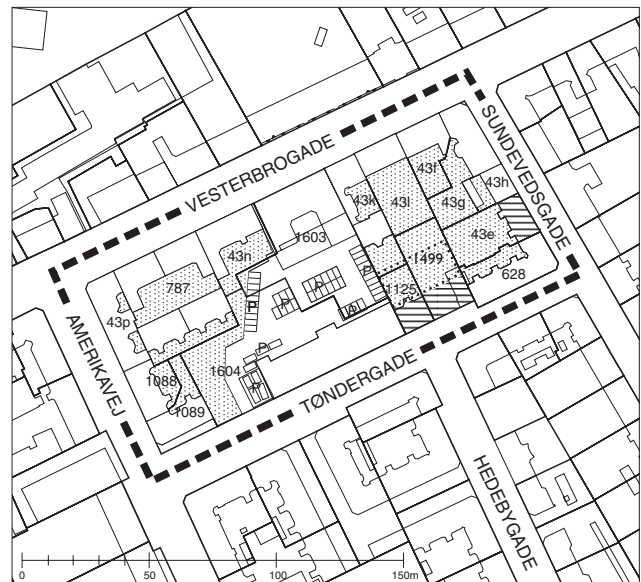 VESTERBROGADE
SUNDEVEDSGADE
43f
43h
43k
43l
43g
1603
43e
43n
1499
P
787
628
P
P
1125
P
P
43p
P
P
1088
1604
P
1089
AMERIKAVEJ
TØNDERGADE
HEDEBYGADE
0
50
100
150m